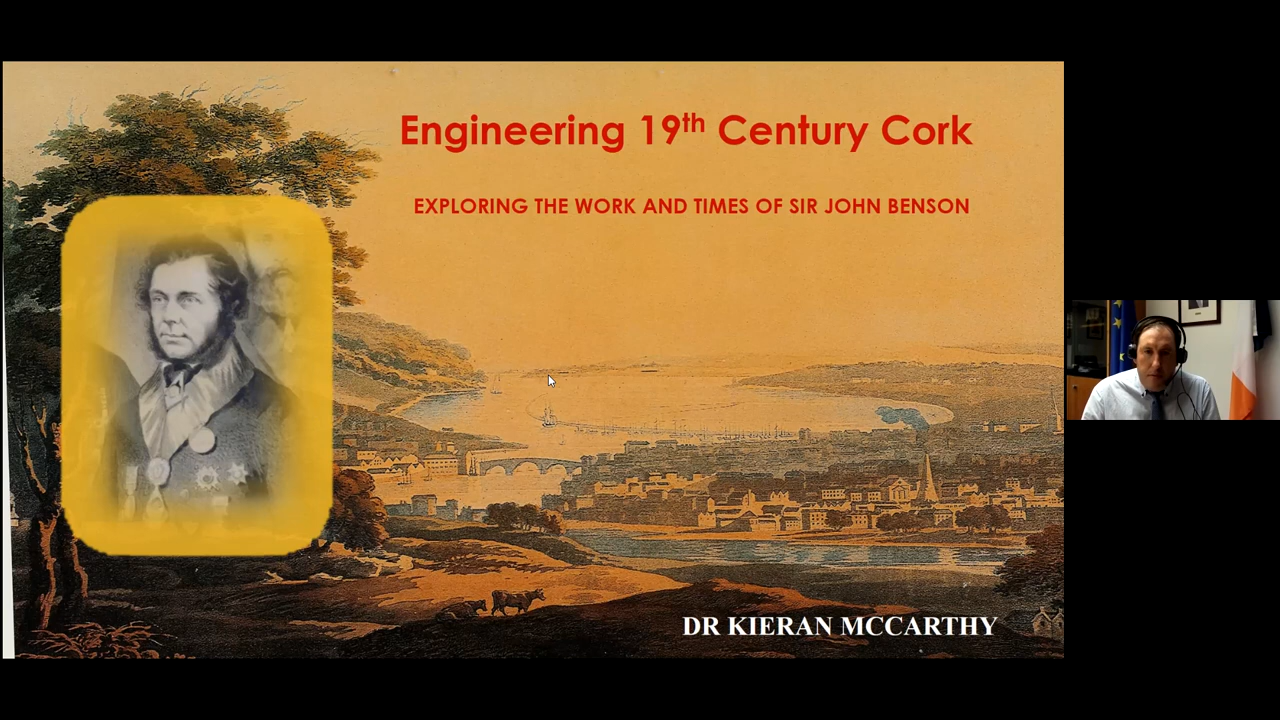 Engineering 19th Century Cork
EXPLORING THE WORK AND TIMES OF SIR JOHN BENSON
DR KIERAN MCCARTHY